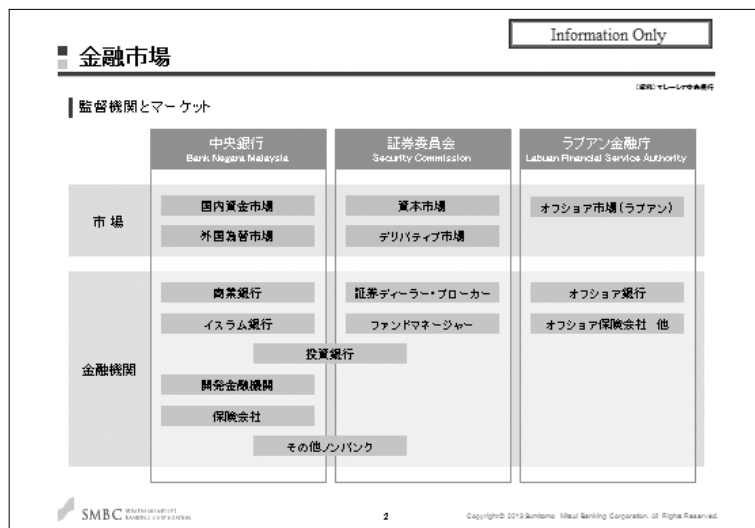 Information Only
金融市場
(資料)マレーシア中央銀行
監督機関とマーケット
中央銀行
Bank Negara Malaysia
証券委員会
Security Commission
ラブアン金融庁
Labuan Financial Service Authority
市場
国内資金市場
資本市場
オフショア市場(ラブアン)
外国為替市場
デリバティブ市場
金融機関
商業銀行
証券ディーラー・ブローカー
オフショア銀行
イスラム銀行
ファンドマネージャー
オフショア保険会社 他
投資銀行
開発金融機関
保険会社
その他ノンバンク
SMBC
SUMITOMO MITSUI
BANKING CORPORATION
2
Copyright© 2013 Sumitomo Mitsui Banking Corporation. All Rights Reserved.